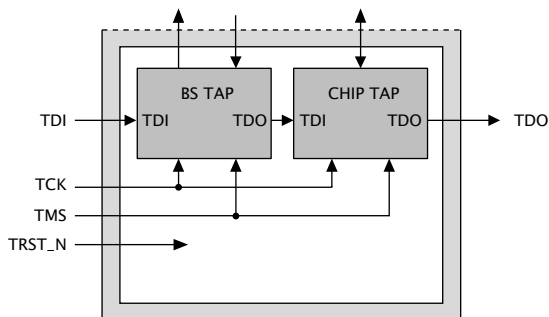 BS TAP
CHIP TAP
TDI
TDI
TDO
TDI
TDO
TDO
TCK
TMS
TRST_N